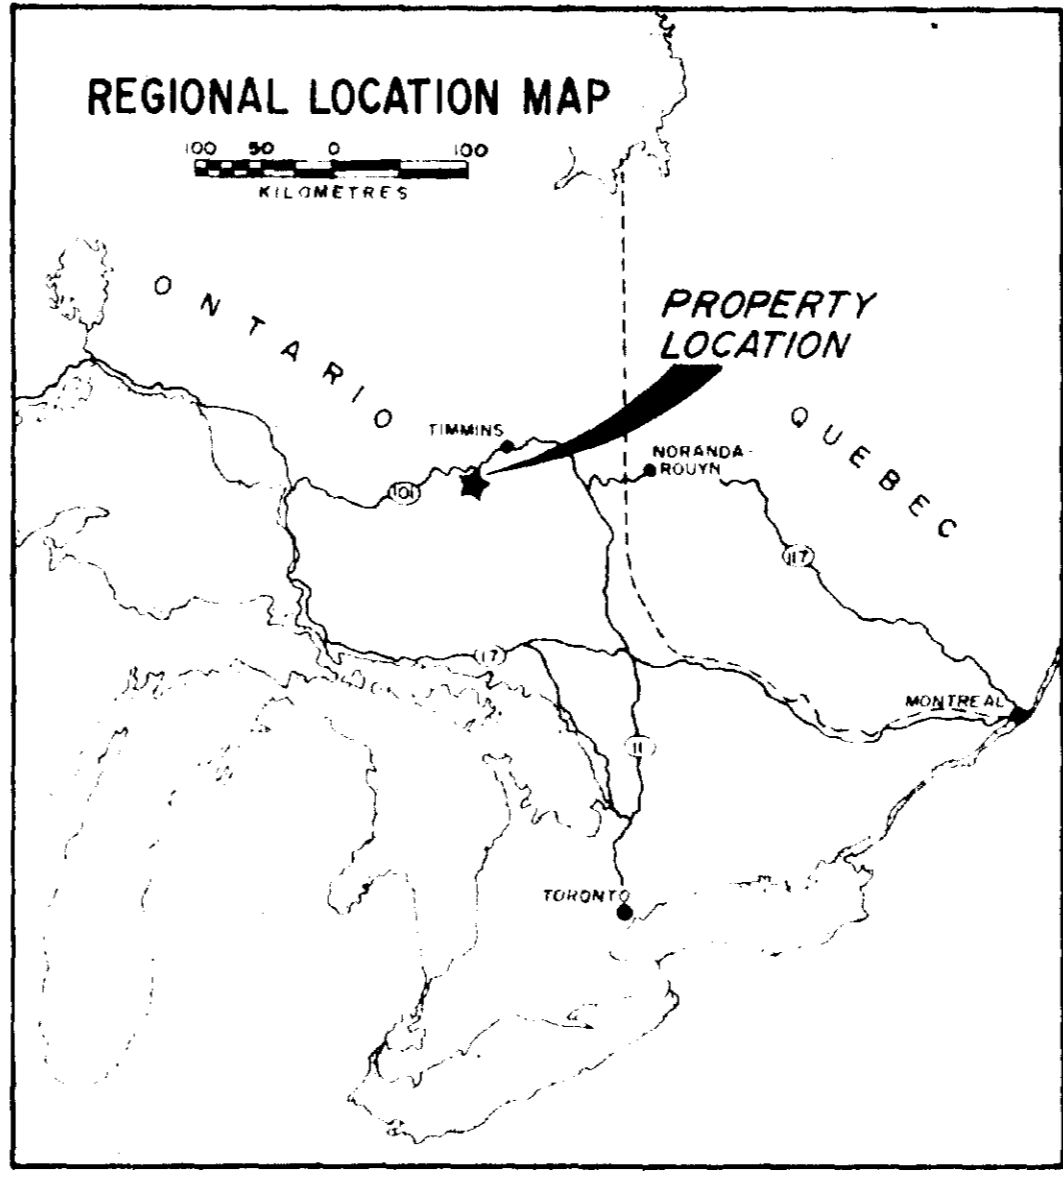 REGIONAL LOCATION MAP
100 50 0 100
KILOMETRES
ONTARIO
PROPERTY
LOCATION
QUEBEC
TIMMINS
NORANDA-
ROUYN
101
117
17
MONTREAL
11
TORONTO